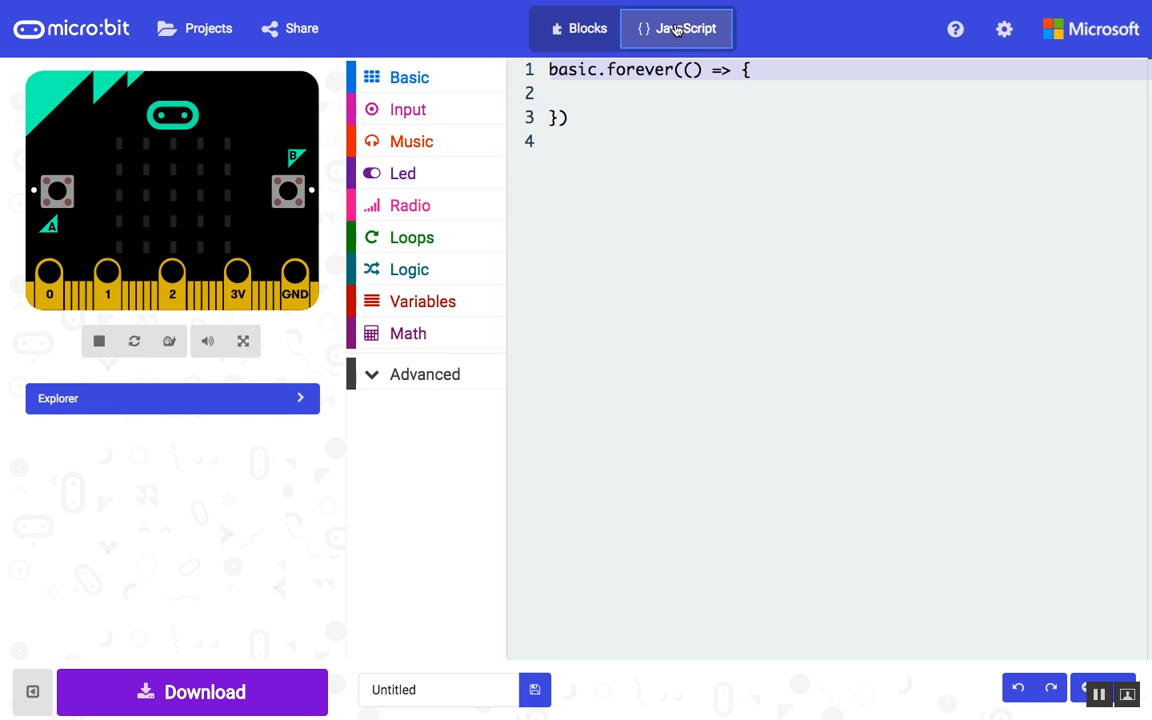 micro:bit
Projects
Share
Blocks
{ } JavaScript
?
Microsoft
B
A
0 1 2 3V GND
Explorer
Download
Basic
Input
Music
Led
Radio
Loops
Logic
Variables
Math
Advanced
1 basic.forever(() => {
2
3 })
4
Untitled